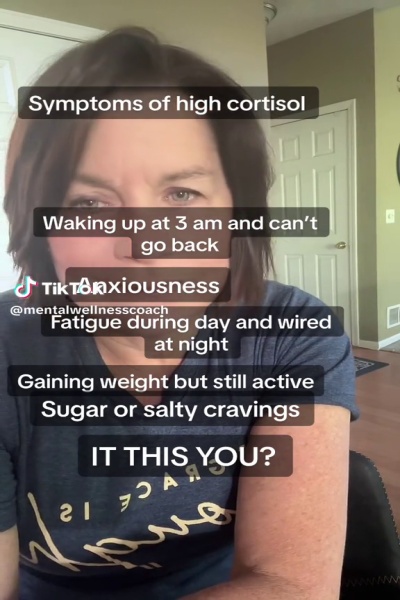 Symptoms of high cortisol
Waking up at 3 am and can't
go back
Anxiousness
TikTok
@mentalwellnesscoach
Fatigue during day and wired
at night
Gaining weight but still active
Sugar or salty cravings
IT THIS YOU?
GRACE IS
enough